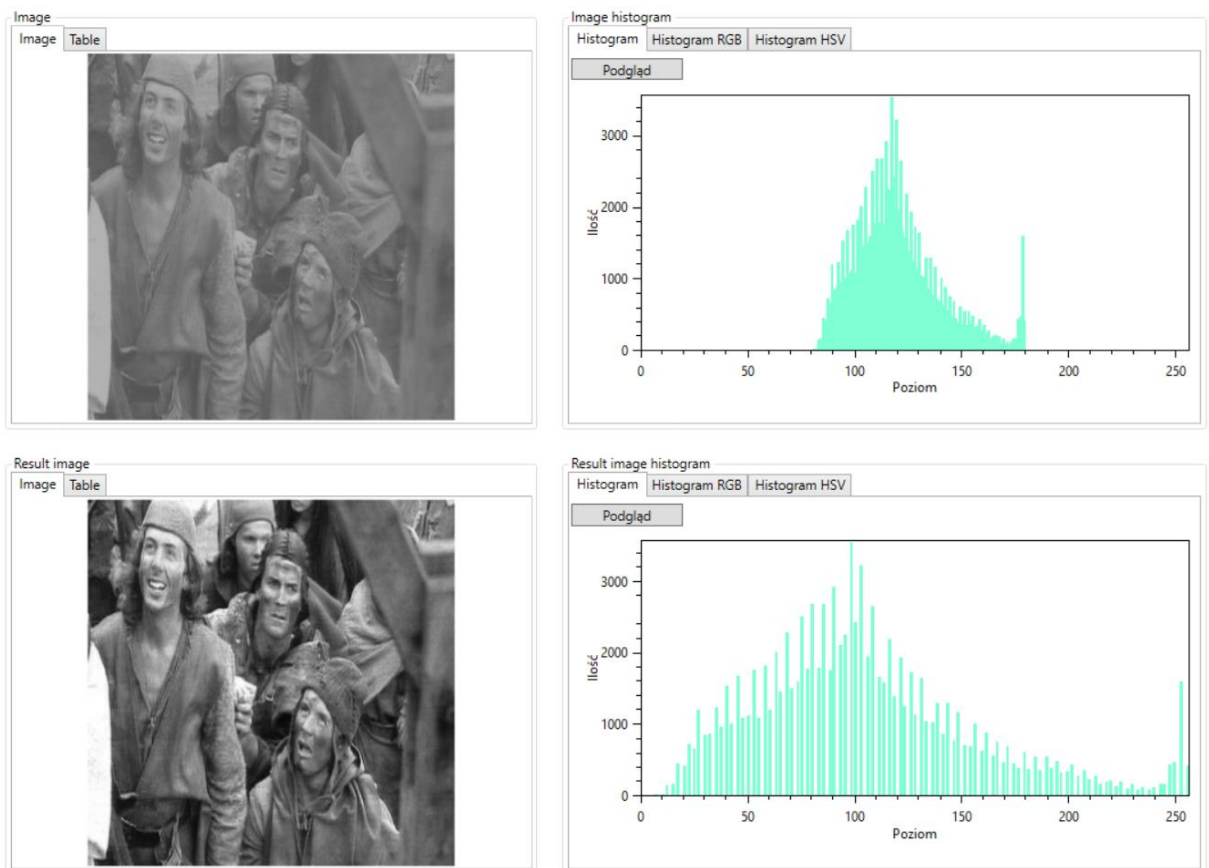 Image
Image Table
Image histogram
Histogram Histogram RGB Histogram HSV
Podgląd
3000
2000
1000
0
Ilość
0 50 100 150 200 250
Poziom
Result image
Image Table
Result image histogram
Histogram Histogram RGB Histogram HSV
Podgląd
3000
2000
1000
0
Ilość
0 50 100 150 200 250
Poziom